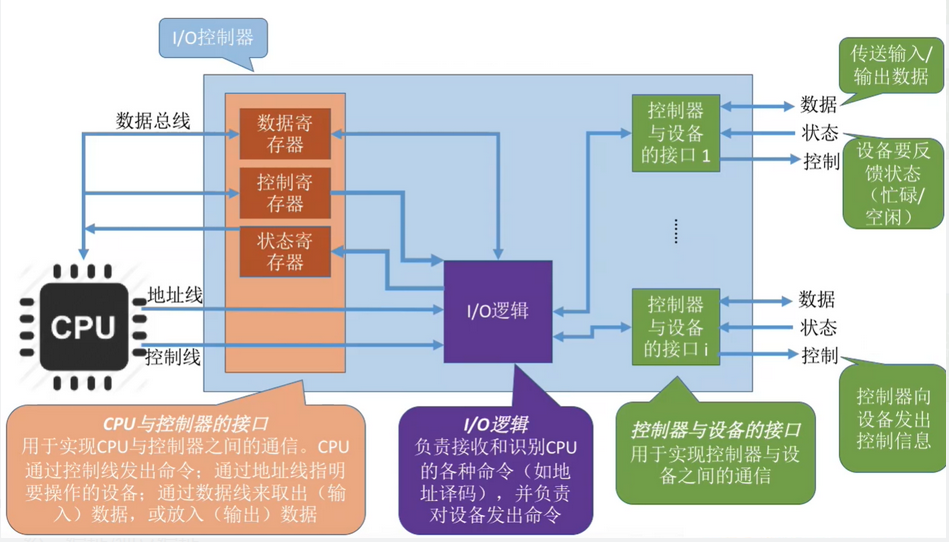 I/O控制器
传送输入/
输出数据
数据总线
数据寄
存器
控制寄
存器
状态寄
存器
控制器
与设备
的接口 1
数据
状态
控制
设备要反
馈状态
（忙碌/
空闲）
CPU
地址线
控制线
I/O逻辑
控制器
与设备
的接口 i
数据
状态
控制
CPU与控制器的接口
用于实现CPU与控制器之间的通信。CPU
通过控制线发出命令；通过地址线指明
要操作的设备；通过数据线来取出（输
入）数据，或放入（输出）数据
I/O逻辑
负责接收和识别CPU
的各种命令（如地
址译码），并负责
对设备发出命令
控制器与设备的接口
用于实现控制器与设
备之间的通信
控制器向
设备发出
控制信息